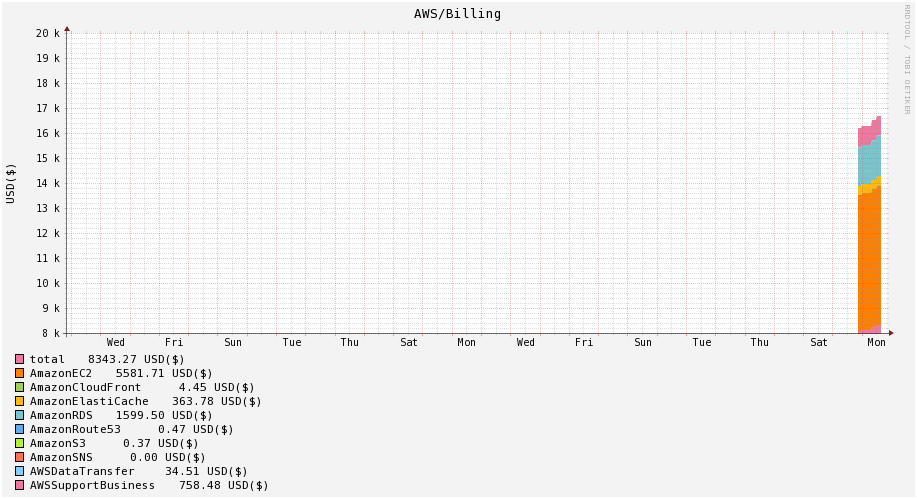 AWS/Billing
RRDTOOL / TOBI OETIKER
USD($)
20 k
19 k
18 k
17 k
16 k
15 k
14 k
13 k
12 k
11 k
10 k
9 k
8 k
Wed Fri Sun Tue Thu Sat Mon Wed Fri Sun Tue Thu Sat Mon
total 8343.27 USD($)
AmazonEC2 5581.71 USD($)
AmazonCloudFront 4.45 USD($)
AmazonElastiCache 363.78 USD($)
AmazonRDS 1599.50 USD($)
AmazonRoute53 0.47 USD($)
AmazonS3 0.37 USD($)
AmazonSNS 0.00 USD($)
AWSDataTransfer 34.51 USD($)
AWSSupportBusiness 758.48 USD($)